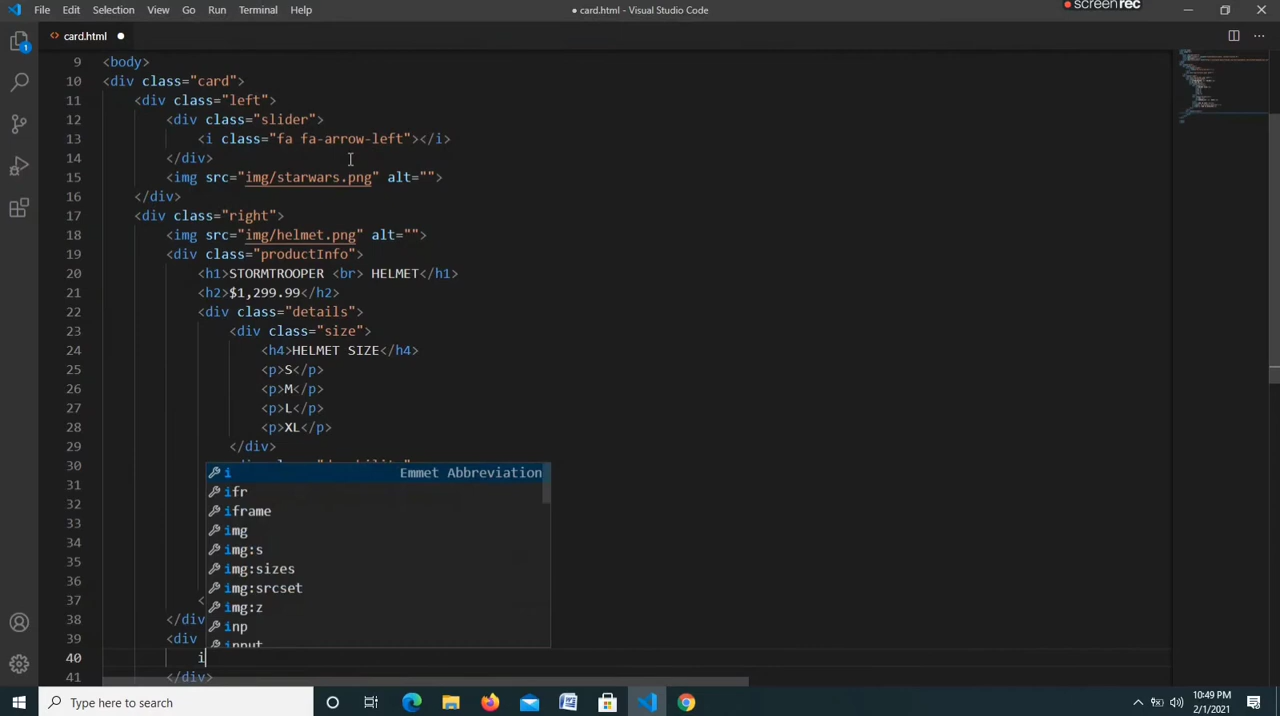 File Edit Selection View Go Run Terminal Help
● card.html - Visual Studio Code
screenrec
<> card.html ●
1
9 <body>
10 <div class="card">
11 <div class="left">
12 <div class="slider">
13 <i class="fa fa-arrow-left"></i>
14 </div>
15 <img src="img/starwars.png" alt="">
16 </div>
17 <div class="right">
18 <img src="img/helmet.png" alt="">
19 <div class="productInfo">
20 <h1>STORMTROOPER <br> HELMET</h1>
21 <h2>$1,299.99</h2>
22 <div class="details">
23 <div class="size">
24 <h4>HELMET SIZE</h4>
25 <p>S</p>
26 <p>M</p>
27 <p>L</p>
28 <p>XL</p>
29 </div>
30
31 i Emmet Abbreviation
32 ifr
33 iframe
34 img
35 img:s
36 img:sizes
37 < img:srcset
38 </div img:z
39 <div inp
input
40 i
41 </div>
Type here to search
10:49 PM
2/1/2021